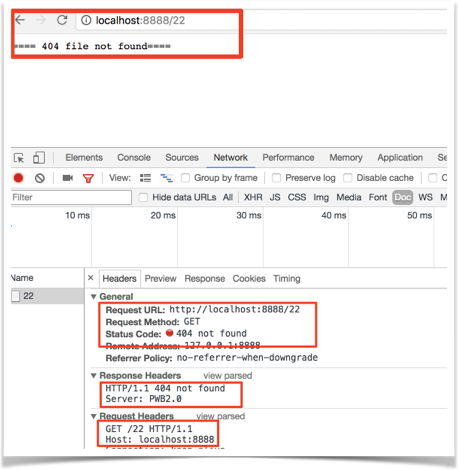 localhost:8888/22
==== 404 file not found====
Elements Console Sources Network Performance Memory Application
View: Group by frame Preserve log Disable cache
Filter Hide data URLs All XHR JS CSS Img Media Font Doc WS
10 ms 20 ms 30 ms 40 ms 50 ms
Name × Headers Preview Response Cookies Timing
22
▼ General
Request URL: http://localhost:8888/22
Request Method: GET
Status Code: 404 not found
Remote Address: 127.0.0.1:8888
Referrer Policy: no-referrer-when-downgrade
▼ Response Headers view parsed
HTTP/1.1 404 not found
Server: PWB2.0
▼ Request Headers view parsed
GET /22 HTTP/1.1
Host: localhost:8888